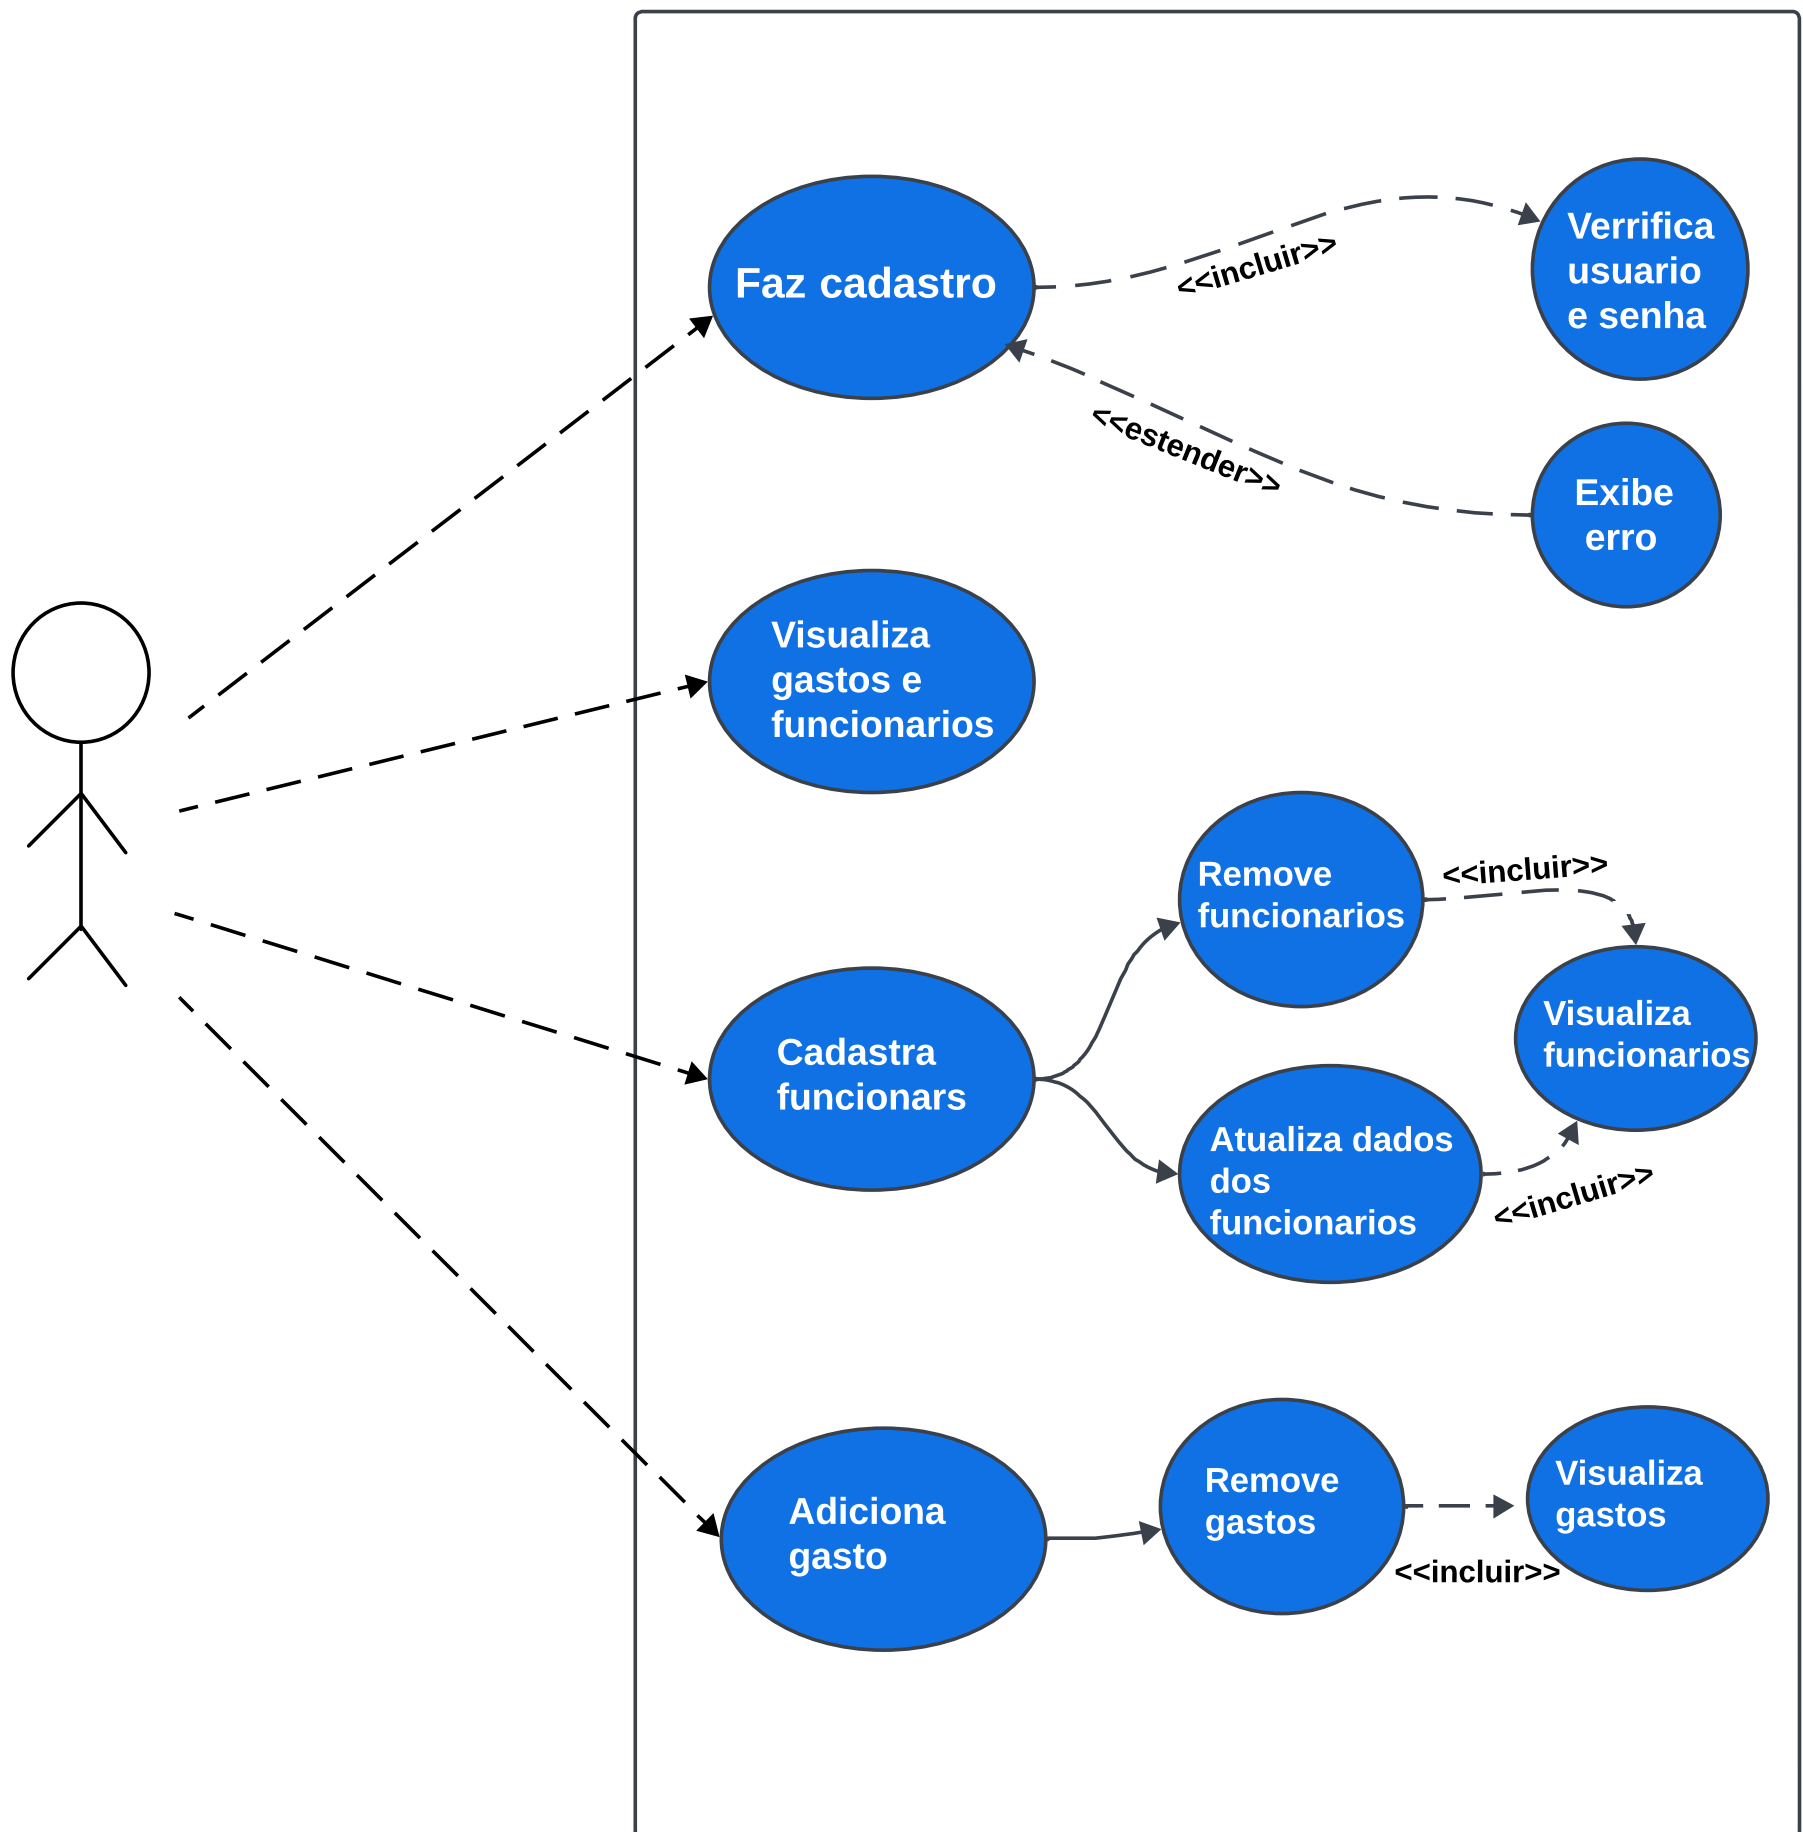 Faz cadastro
<<incluir>>
Verrifica
usuario
e senha
<<estender>>
Exibe
erro
Visualiza
gastos e
funcionarios
Remove
funcionarios
<<incluir>>
Visualiza
funcionarios
Cadastra
funcionars
Atualiza dados
dos
funcionarios
<<incluir>>
Adiciona
gasto
Remove
gastos
<<incluir>>
Visualiza
gastos